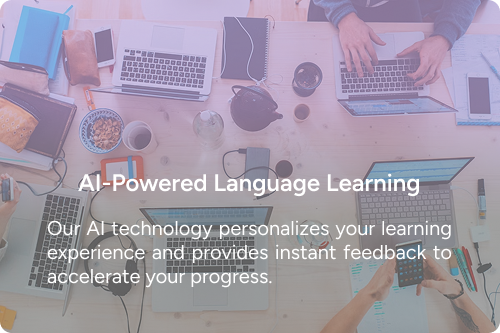 AI-Powered Language Learning
Our AI technology personalizes your learning
experience and provides instant feedback to
accelerate your progress.